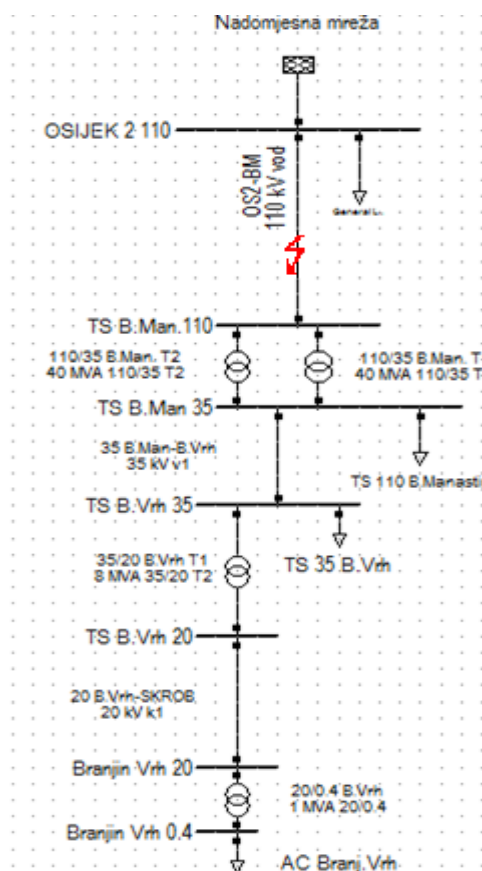 Nadomjesna mreža
OSIJEK 2 110
OS2-BM
110 kV vod
General L..
TS B.Man.110
110/35 B.Man. T2
40 MVA 110/35 T2
110/35 B.Man. T
40 MVA 110/35 T
TS B.Man 35
35 B.Man-B.Vrh
35 kV v1
TS 110 B.Manasti
TS B.Vrh 35
35/20 B.Vrh T1
8 MVA 35/20 T2
TS 35 B.Vrh
TS B.Vrh 20
20 B.Vrh-SKROB
20 kV k1
Branjin Vrh 20
20/0.4 B.Vrh
1 MVA 20/0.4
Branjin Vrh 0.4
AC Branj.Vrh